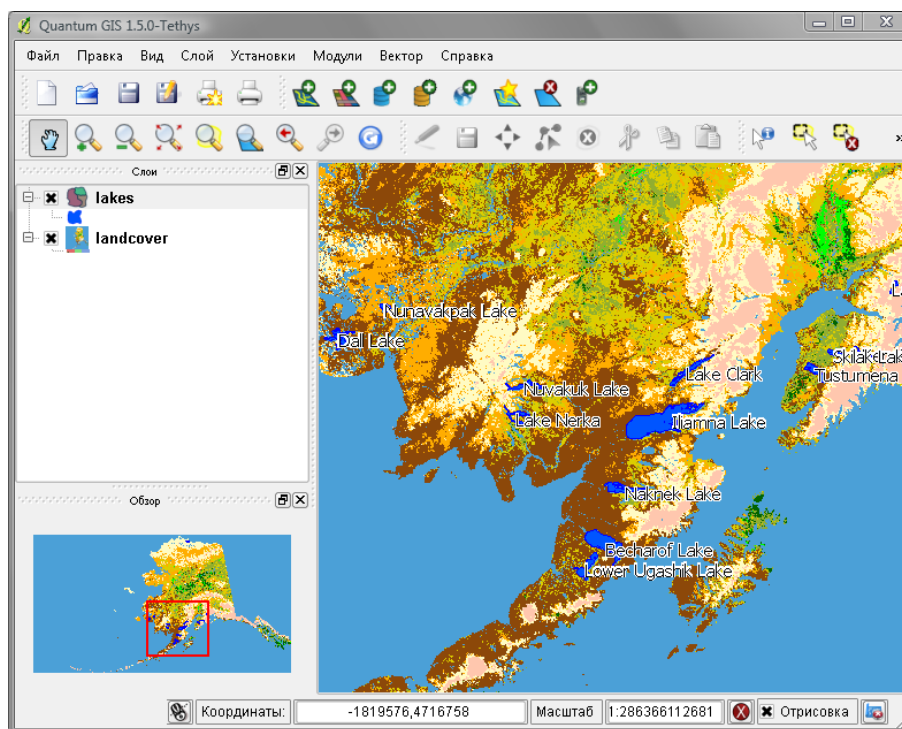 Quantum GIS 1.5.0-Tethys
Файл Правка Вид Слой Установки Модули Вектор Справка
Слои
lakes
landcover
Nunavakpak Lake
Dall Lake
Lake Clark
Tustumena
Nuvakuk Lake
Lake Nerka
Iliamna Lake
Naknek Lake
Обзор
Becharof Lake
Lower Ugashik Lake
Координаты: -1819576,4716758 Масштаб 1:286366112681 Отрисовка